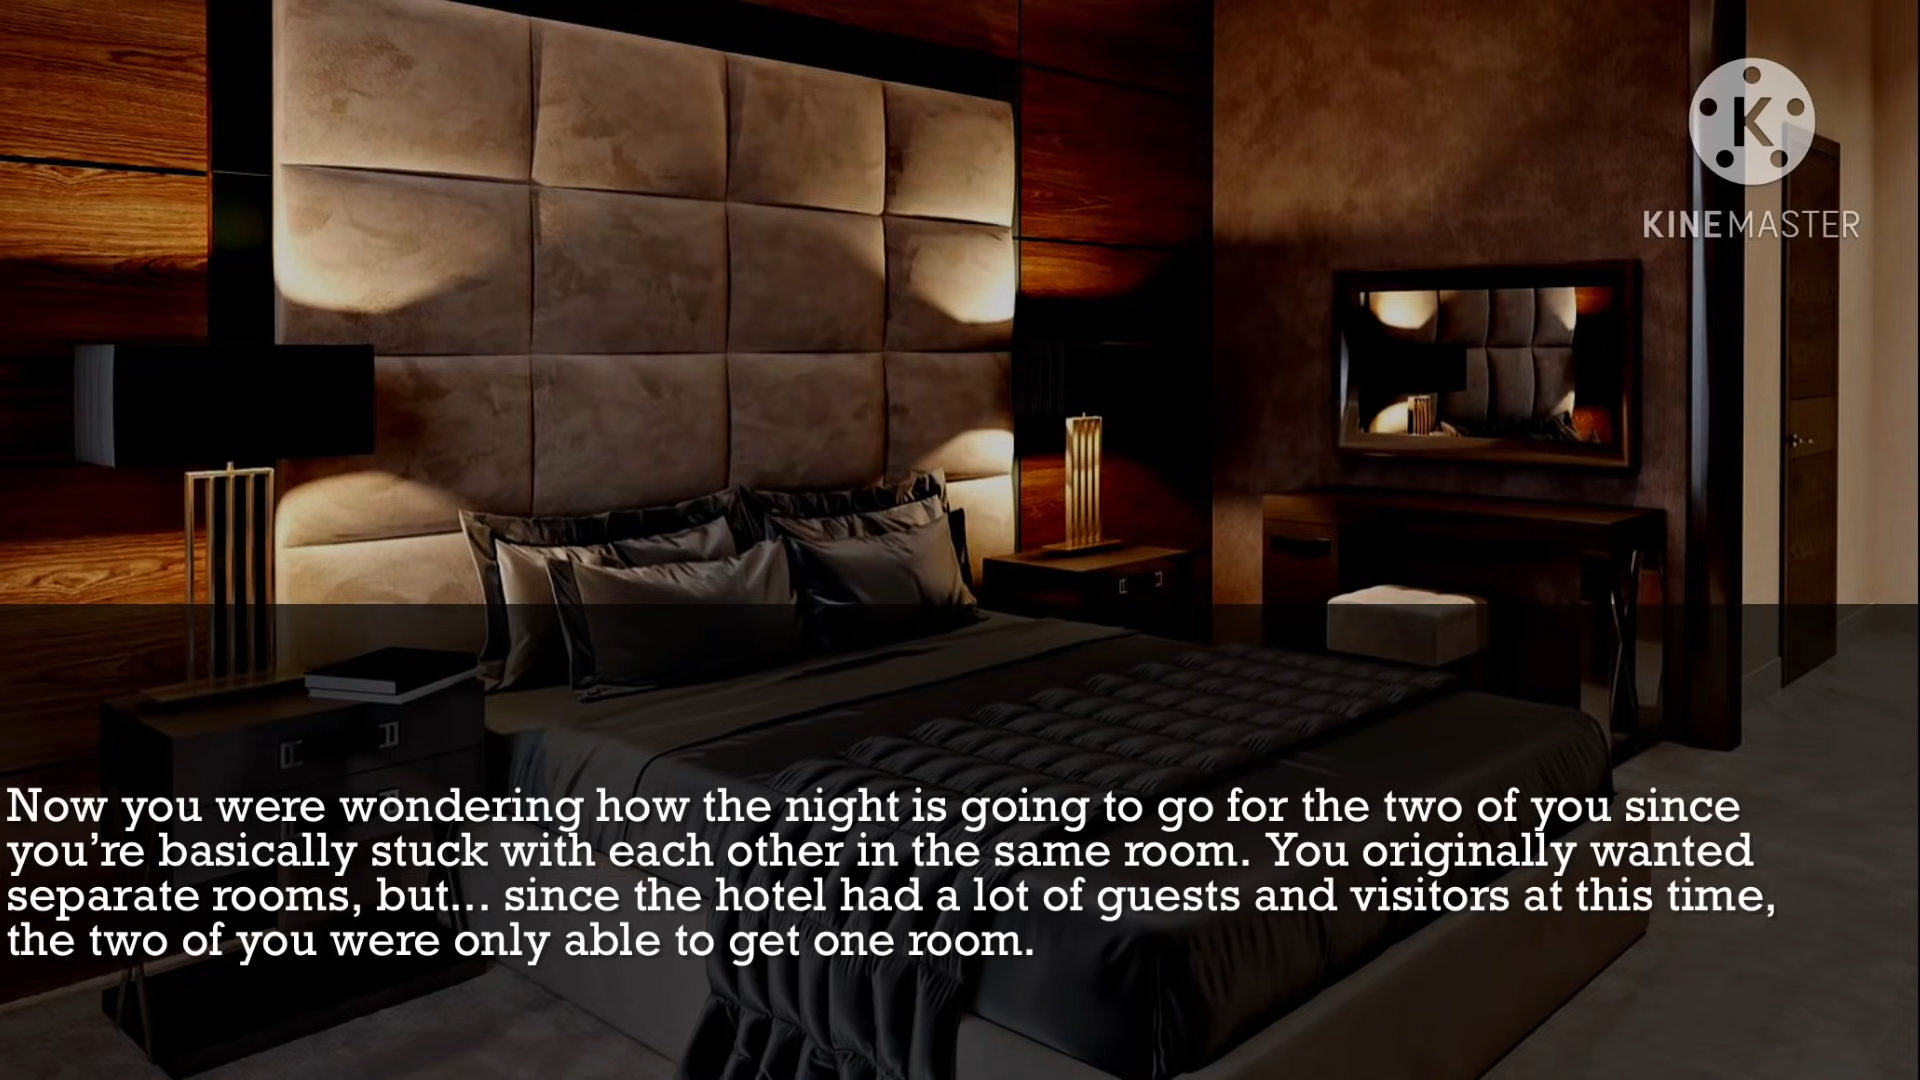 KINEMASTER
Now you were wondering how the night is going to go for the two of you since
you’re basically stuck with each other in the same room. You originally wanted
separate rooms, but... since the hotel had a lot of guests and visitors at this time,
the two of you were only able to get one room.